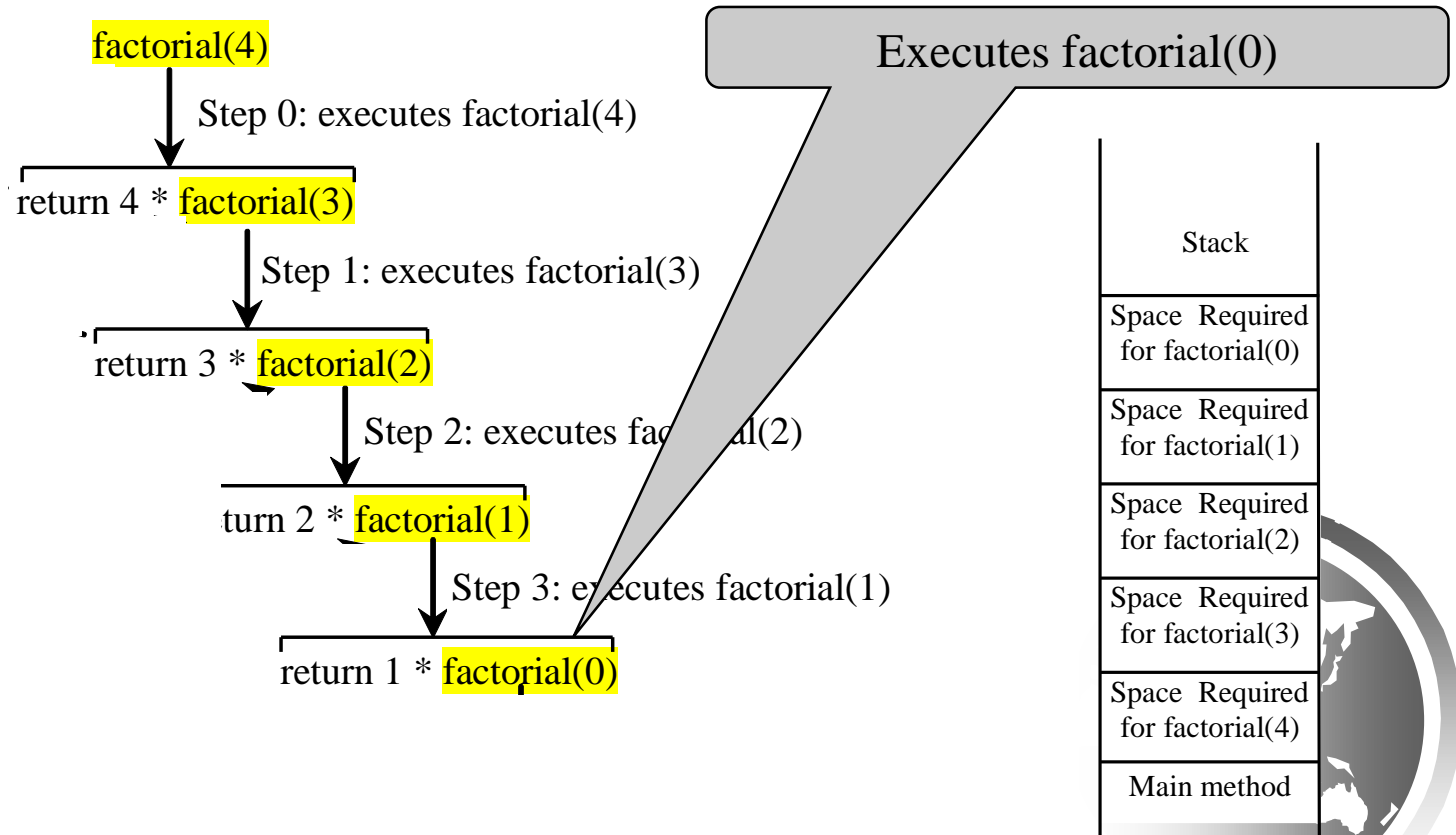 factorial(4)
Executes factorial(0)
Step 0: executes factorial(4)
return 4 * factorial(3)
Step 1: executes factorial(3)
return 3 * factorial(2)
Step 2: executes fac al(2)
turn 2 * factorial(1)
Step 3: executes factorial(1)
return 1 * factorial(0)
Stack
Space Required
for factorial(0)
Space Required
for factorial(1)
Space Required
for factorial(2)
Space Required
for factorial(3)
Space Required
for factorial(4)
Main method